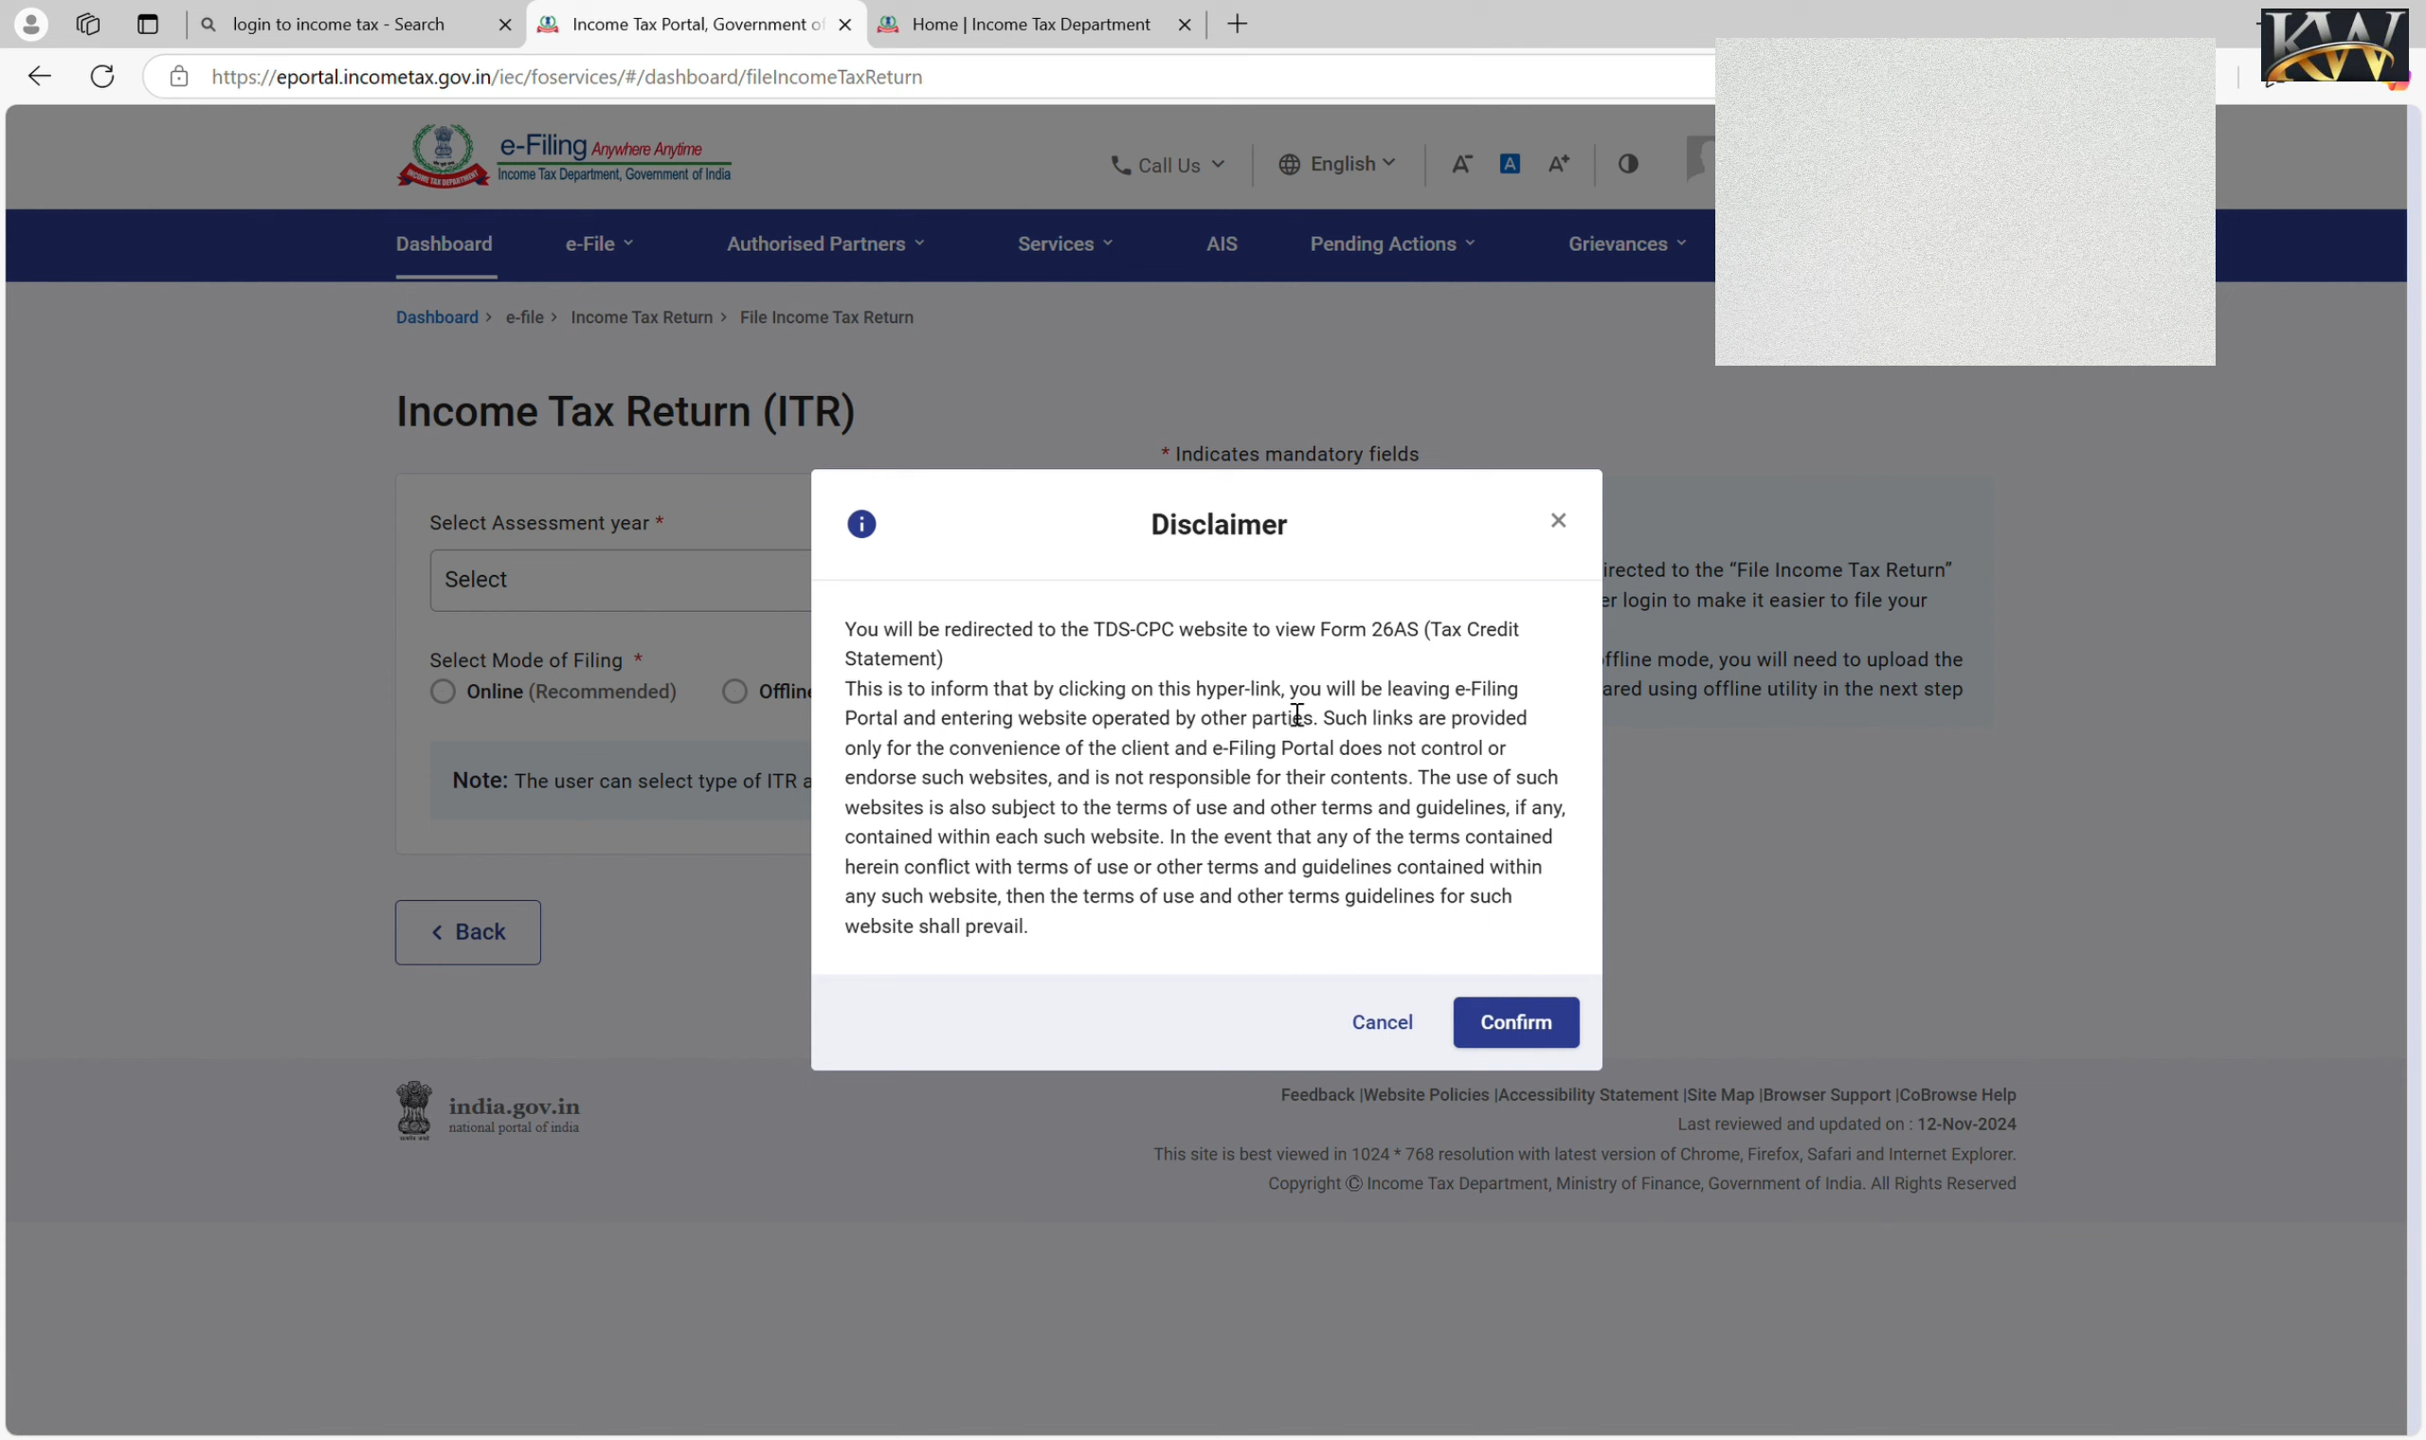 login to income tax - Search
Income Tax Portal, Government of
Home | Income Tax Department
KW
https://eportal.incometax.gov.in/iec/foservices/#/dashboard/fileIncomeTaxReturn
e-Filing Anywhere Anytime
Income Tax Department, Government of India
INCOME TAX DEPARTMENT
Call Us
English
A-
A
A+
Dashboard
e-File
Authorised Partners
Services
AIS
Pending Actions
Grievances
Dashboard > e-file > Income Tax Return > File Income Tax Return
Income Tax Return (ITR)
* Indicates mandatory fields
Select Assessment year *
Select
Select Mode of Filing *
Online (Recommended)
Offline
Note: The user can select type of ITR a
Back
irected to the “File Income Tax Return”
er login to make it easier to file your
ffline mode, you will need to upload the
ared using offline utility in the next step
Disclaimer
You will be redirected to the TDS-CPC website to view Form 26AS (Tax Credit
Statement)
This is to inform that by clicking on this hyper-link, you will be leaving e-Filing
Portal and entering website operated by other parties. Such links are provided
only for the convenience of the client and e-Filing Portal does not control or
endorse such websites, and is not responsible for their contents. The use of such
websites is also subject to the terms of use and other terms and guidelines, if any,
contained within each such website. In the event that any of the terms contained
herein conflict with terms of use or other terms and guidelines contained within
any such website, then the terms of use and other terms guidelines for such
website shall prevail.
Cancel
Confirm
india.gov.in
national portal of india
Feedback |Website Policies |Accessibility Statement |Site Map |Browser Support |CoBrowse Help
Last reviewed and updated on : 12-Nov-2024
This site is best viewed in 1024 * 768 resolution with latest version of Chrome, Firefox, Safari and Internet Explorer.
Copyright © Income Tax Department, Ministry of Finance, Government of India. All Rights Reserved